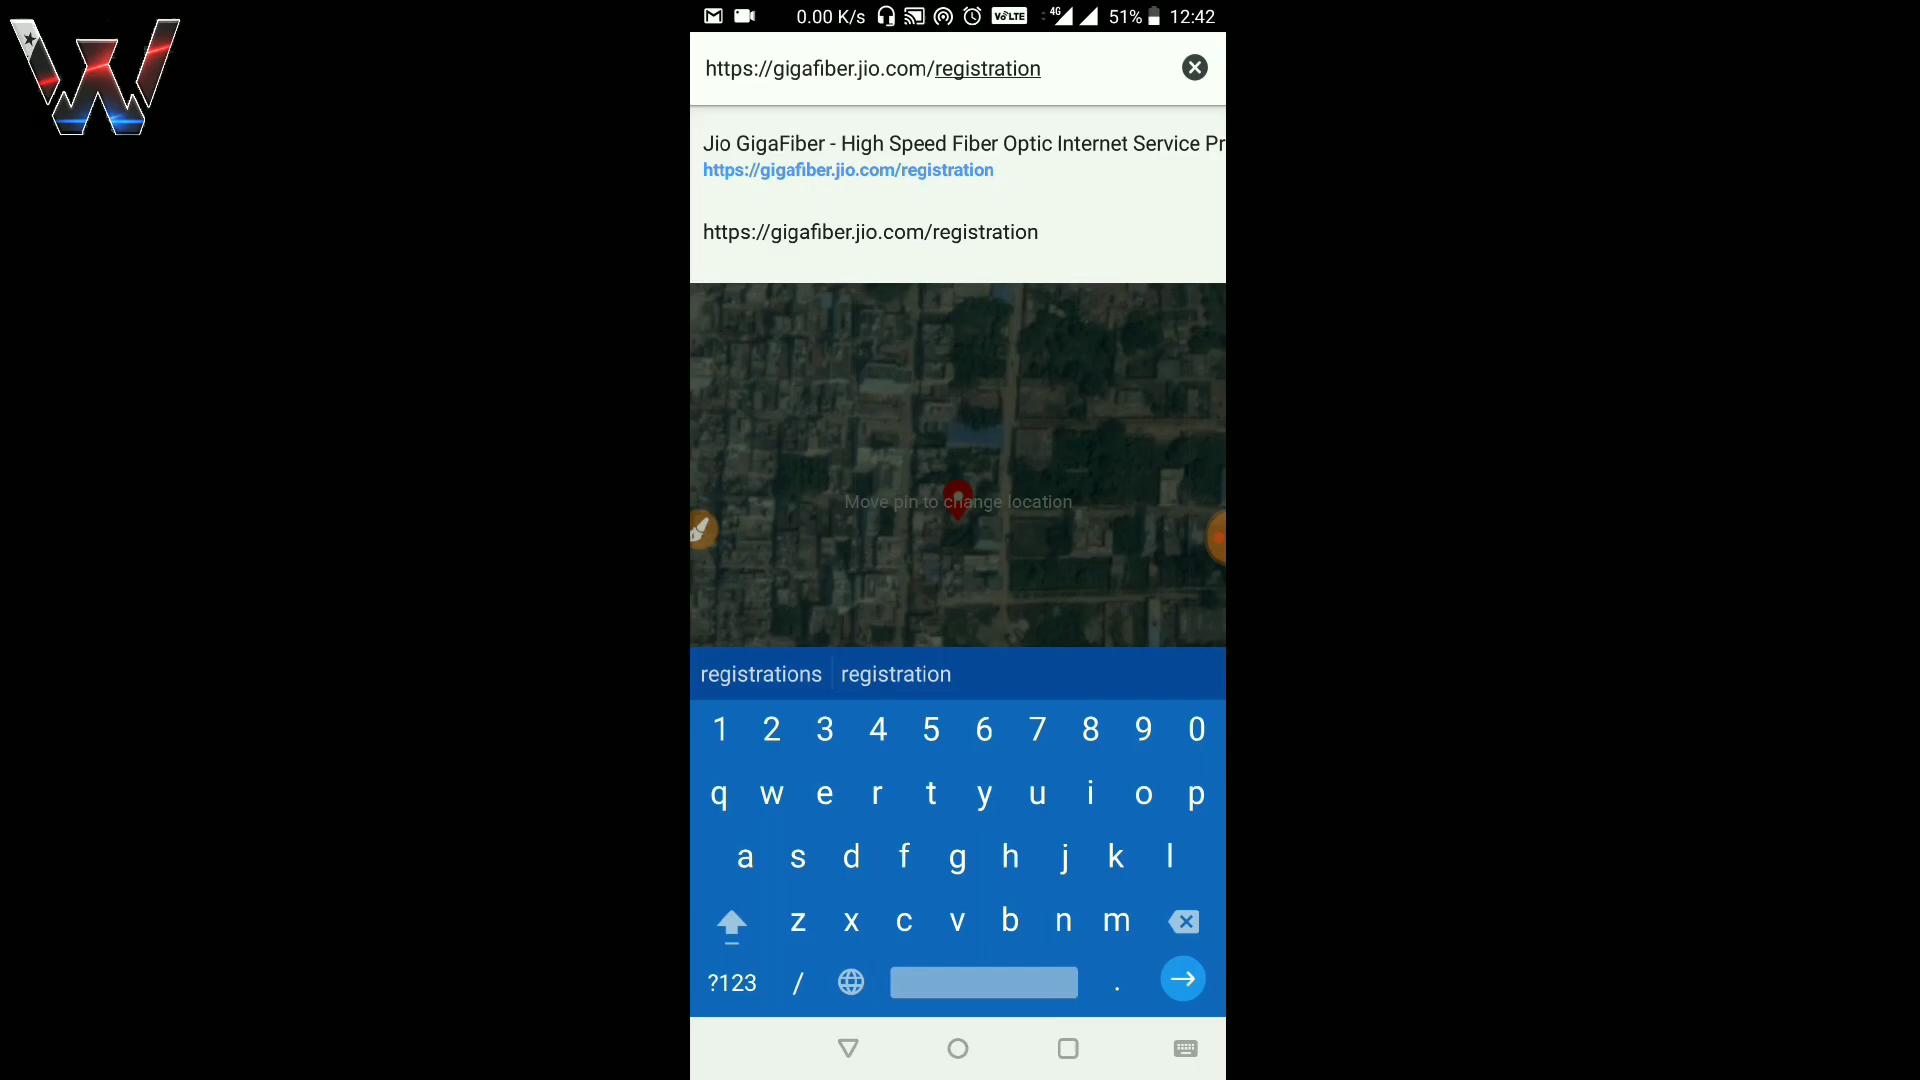 0.00 K/s VoLTE 4G 51% 12:42
https://gigafiber.jio.com/registration
Jio GigaFiber - High Speed Fiber Optic Internet Service Pr
https://gigafiber.jio.com/registration
https://gigafiber.jio.com/registration
Move pin to change location
registrations registration
1 2 3 4 5 6 7 8 9 0
q w e r t y u i o p
a s d f g h j k l
z x c v b n m
?123 / .
W